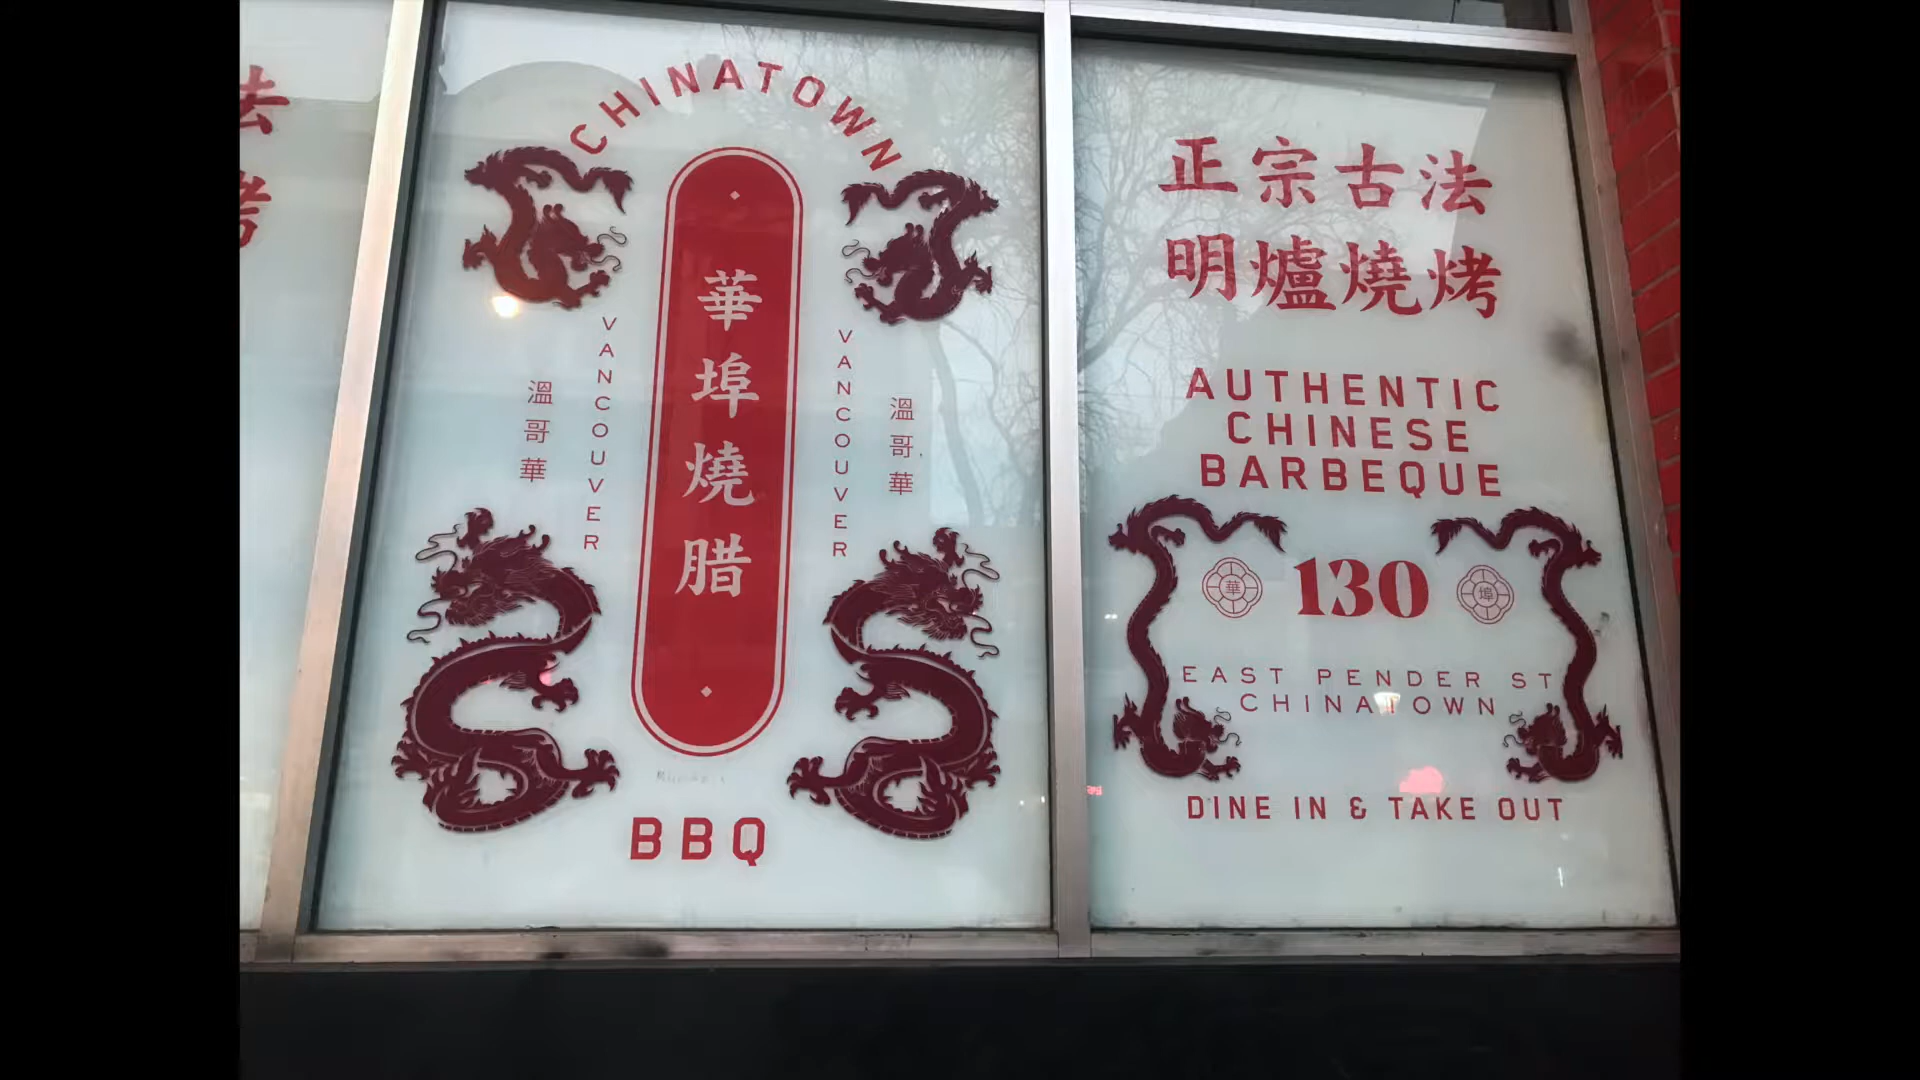 法
CHINATOWN
華埠燒腊
VANCOUVER
溫哥華
VANCOUVER
溫哥華
BBQ
正宗古法
明爐燒烤
AUTHENTIC
CHINESE
BARBEQUE
華 130 埠
EAST PENDER ST
CHINATOWN
DINE IN & TAKE OUT